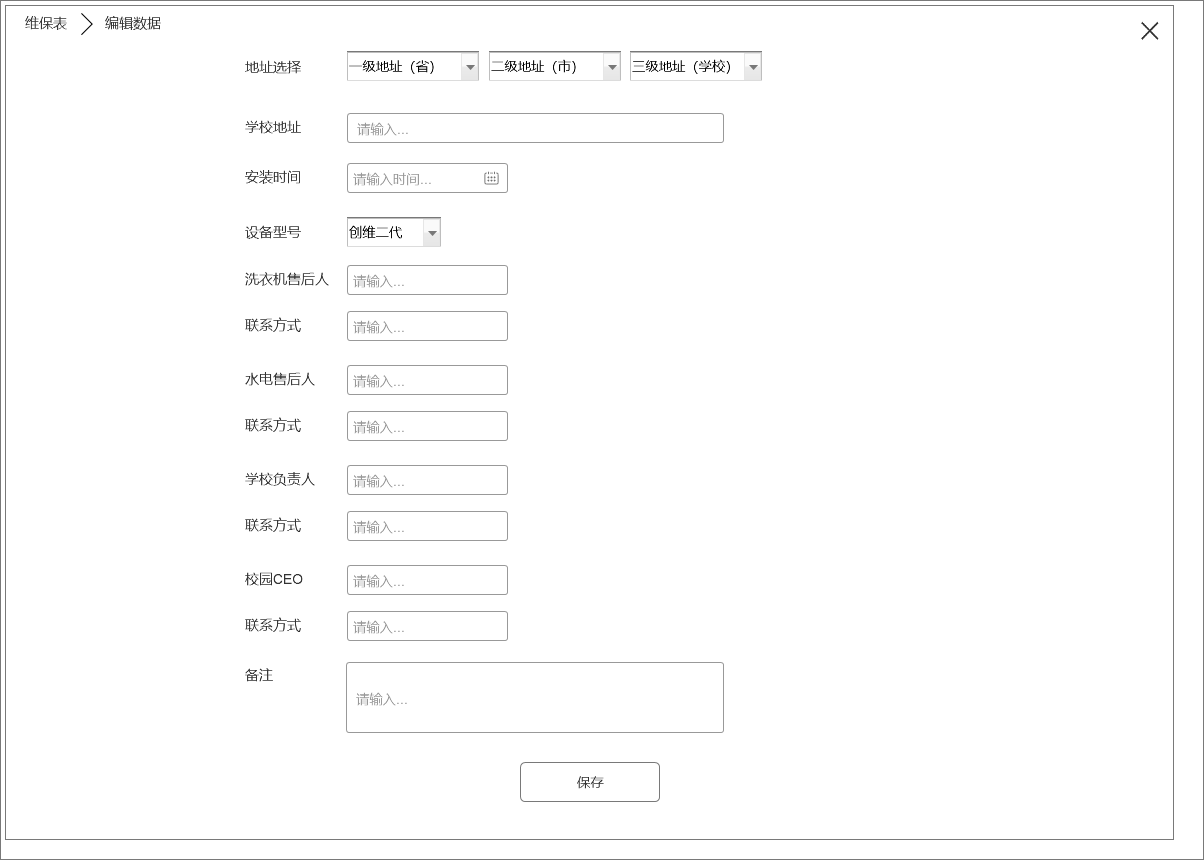 维保表 编辑数据
地址选择 一级地址（省） 二级地址（市） 三级地址（学校）
学校地址 请输入...
安装时间 请输入时间...
设备型号 创维二代
洗衣机售后人 请输入...
联系方式 请输入...
水电售后人 请输入...
联系方式 请输入...
学校负责人 请输入...
联系方式 请输入...
校园CEO 请输入...
联系方式 请输入...
备注 请输入...
保存